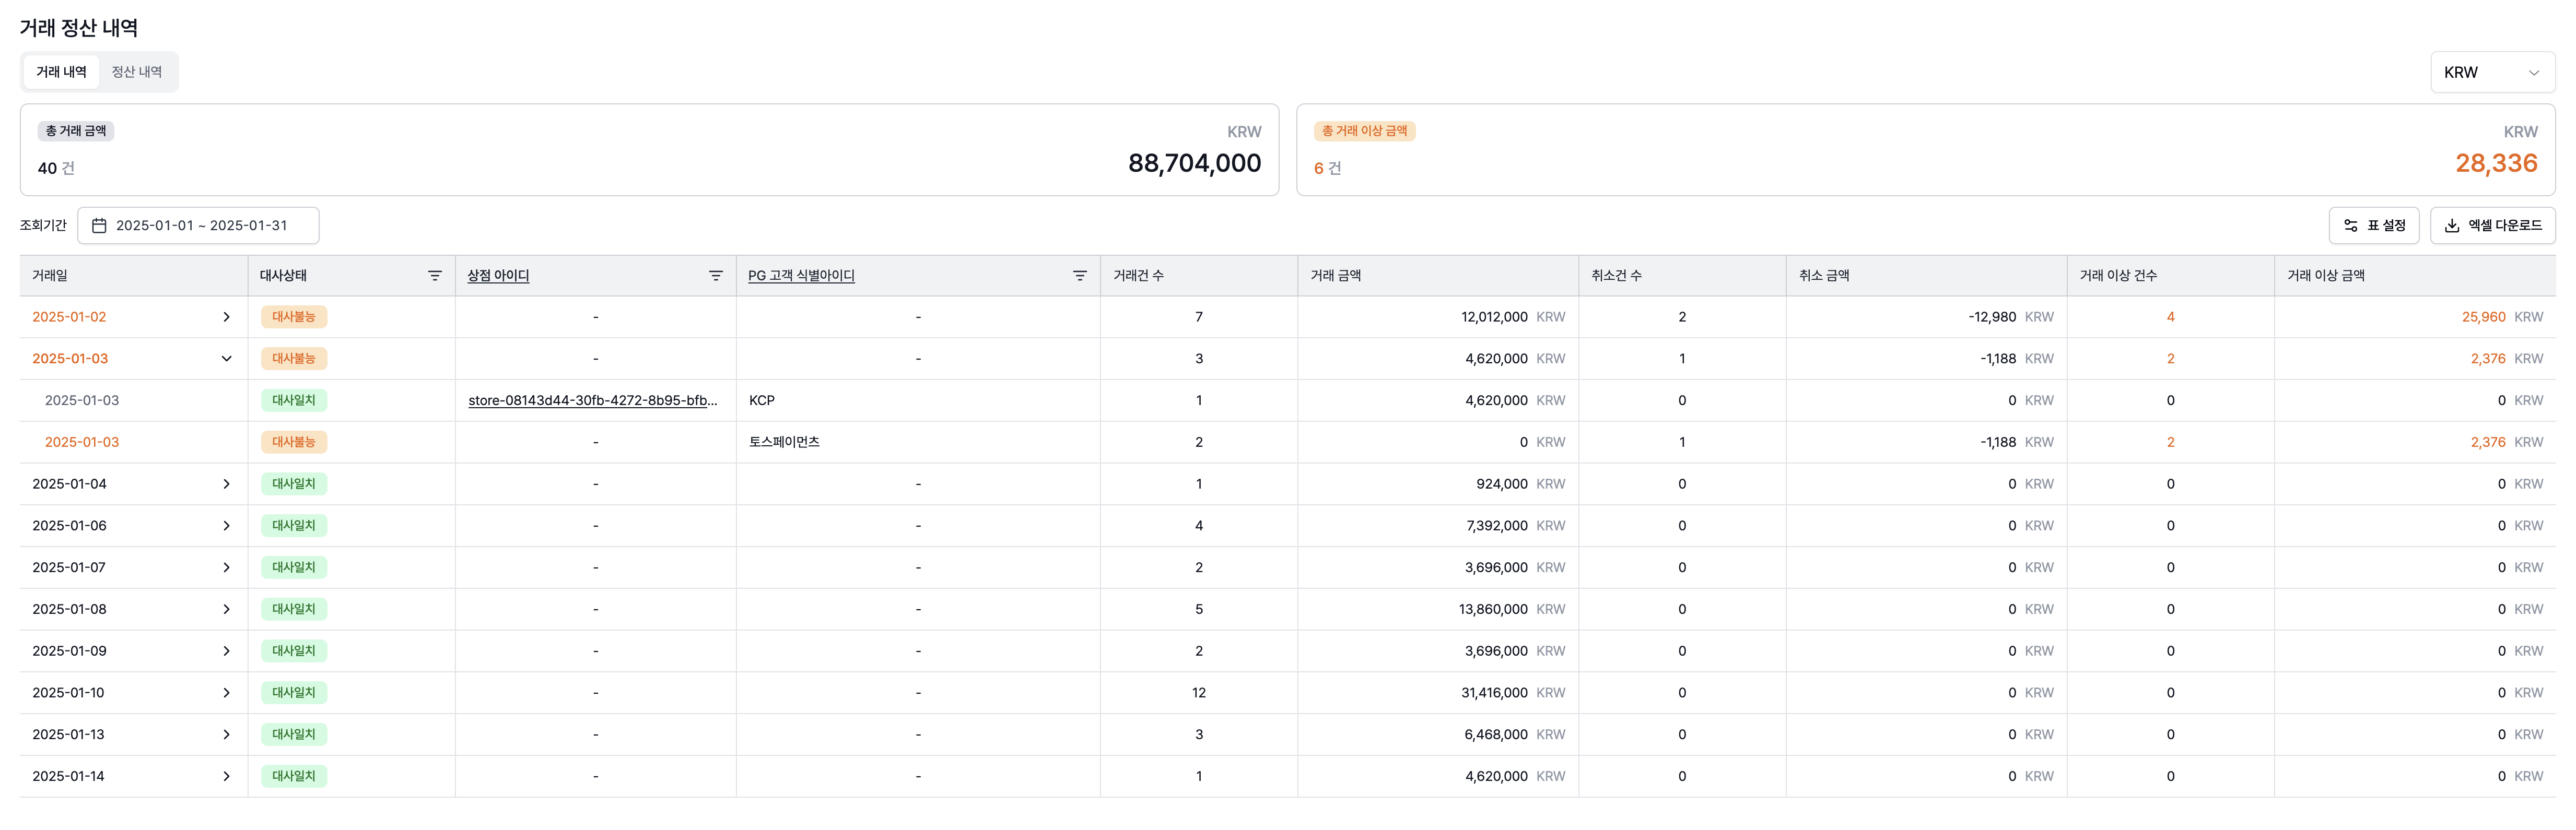 거래 정산 내역
거래 내역 정산 내역 KRW
총 거래 금액 KRW
40 건 88,704,000
총 거래 이상 금액 KRW
6 건 28,336
조회기간 2025-01-01 ~ 2025-01-31 표 설정 엑셀 다운로드
거래일 대사상태 상점 아이디 PG 고객 식별아이디 거래건 수 거래 금액 취소건 수 취소 금액 거래 이상 건수 거래 이상 금액
2025-01-02 대사불능 - - 7 12,012,000 KRW 2 -12,980 KRW 4 25,960 KRW
2025-01-03 대사불능 - - 3 4,620,000 KRW 1 -1,188 KRW 2 2,376 KRW
2025-01-03 대사일치 store-08143d44-30fb-4272-8b95-bfb... KCP 1 4,620,000 KRW 0 0 KRW 0 0 KRW
2025-01-03 대사불능 - 토스페이먼츠 2 0 KRW 1 -1,188 KRW 2 2,376 KRW
2025-01-04 대사일치 - - 1 924,000 KRW 0 0 KRW 0 0 KRW
2025-01-06 대사일치 - - 4 7,392,000 KRW 0 0 KRW 0 0 KRW
2025-01-07 대사일치 - - 2 3,696,000 KRW 0 0 KRW 0 0 KRW
2025-01-08 대사일치 - - 5 13,860,000 KRW 0 0 KRW 0 0 KRW
2025-01-09 대사일치 - - 2 3,696,000 KRW 0 0 KRW 0 0 KRW
2025-01-10 대사일치 - - 12 31,416,000 KRW 0 0 KRW 0 0 KRW
2025-01-13 대사일치 - - 3 6,468,000 KRW 0 0 KRW 0 0 KRW
2025-01-14 대사일치 - - 1 4,620,000 KRW 0 0 KRW 0 0 KRW